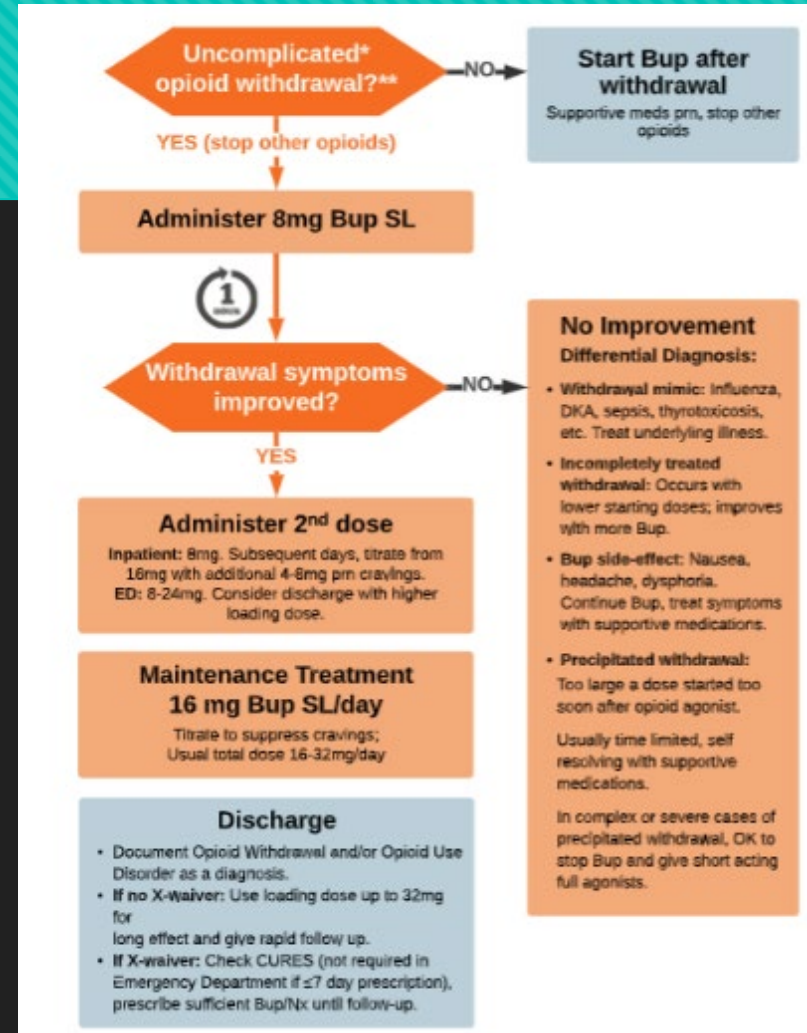 Uncomplicated*
opioid withdrawal?**
NO
Start Bup after
withdrawal
Supportive meds prn, stop other
opioids
YES (stop other opioids)
Administer 8mg Bup SL
1
Withdrawal symptoms
improved?
NO
YES
No Improvement
Differential Diagnosis:
• Withdrawal mimic: Influenza,
DKA, sepsis, thyrotoxicosis,
etc. Treat underlying illness.
• Incompletely treated
withdrawal: Occurs with
lower starting doses; improves
with more Bup.
• Bup side-effect: Nausea,
headache, dysphoria.
Continue Bup, treat symptoms
with supportive medications.
• Precipitated withdrawal:
Too large a dose started too
soon after opioid agonist.
Usually time limited, self
resolving with supportive
medications.
In complex or severe cases of
precipitated withdrawal, OK to
stop Bup and give short acting
full agonists.
Administer 2nd dose
Inpatient: 8mg. Subsequent days, titrate from
16mg with additional prn cravings.
ED: 8-24mg. Consider discharge with higher
loading dose.
Maintenance Treatment
16 mg Bup SL/day
Titrate to suppress cravings;
Usual total dose 16-32mg/day
Discharge
• Document Opioid Withdrawal and/or Opioid Use
Disorder as a diagnosis.
• If no X-waiver: Use loading dose up to 32mg
for
long effect and give rapid follow up.
• If X-waiver: Check CURES (not required in
Emergency Department if ≤7 day prescription),
prescribe sufficient Bup/Nx until follow-up.